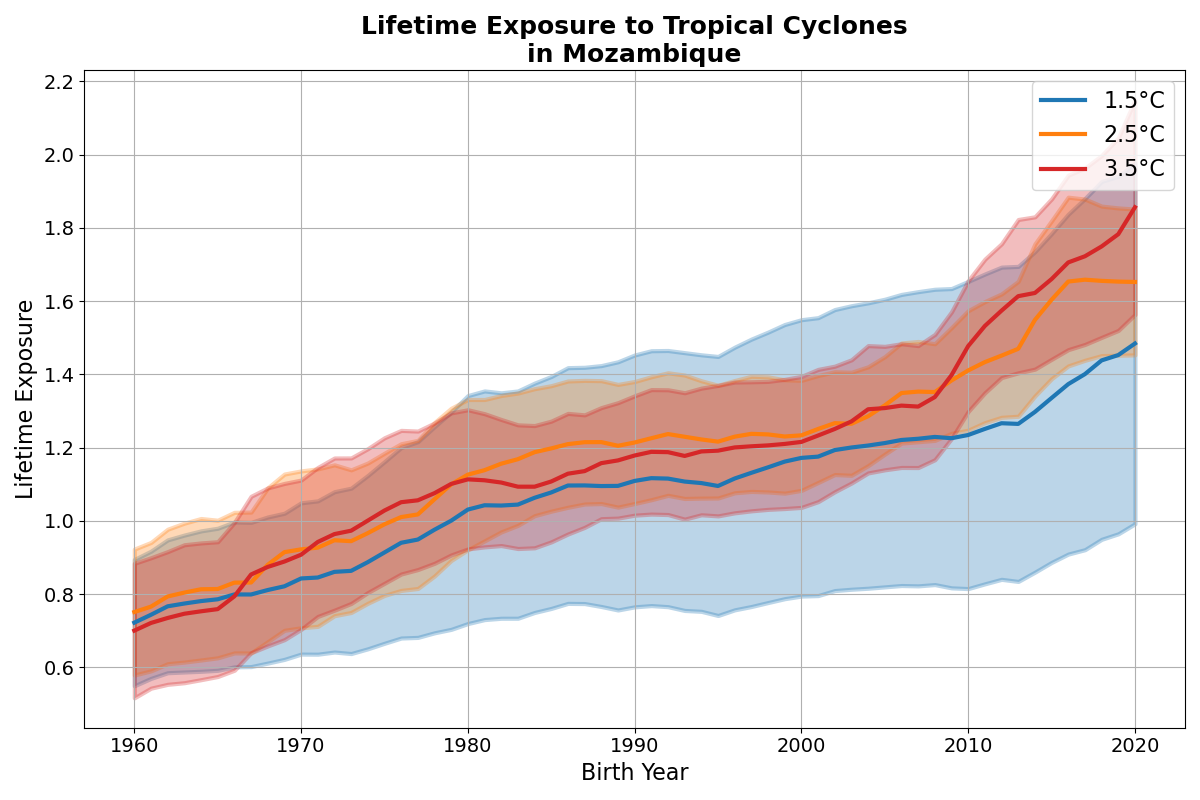 Lifetime Exposure to Tropical Cyclones
in Mozambique
2.2
2.0
1.8
1.6
1.4
1.2
1.0
0.8
0.6
Lifetime Exposure
1.5°C
2.5°C
3.5°C
1960 1970 1980 1990 2000 2010 2020
Birth Year